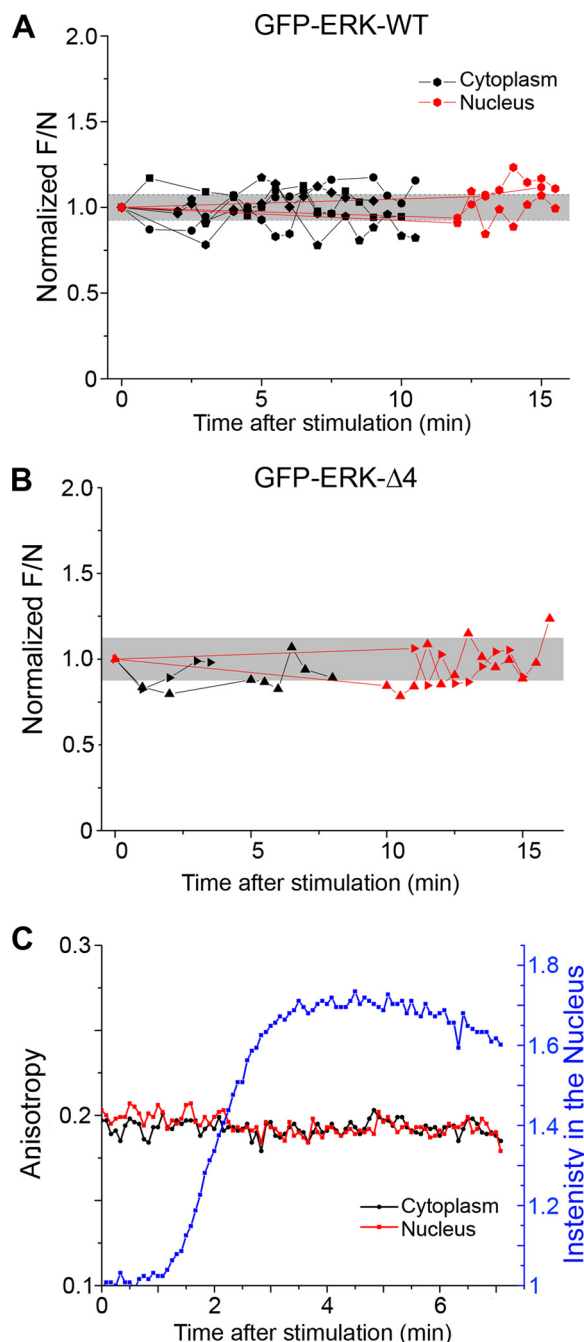 A
GFP-ERK-WT
2.0
1.5
1.0
0.5
0
Normalized F/N
Cytoplasm
Nucleus
0 5 10 15
Time after stimulation (min)
B
GFP-ERK-Δ4
2.0
1.5
1.0
0.5
0
Normalized F/N
0 5 10 15
Time after stimulation (min)
C
0.3
0.2
0.1
Anisotropy
1.8
1.6
1.4
1.2
1
Instenisty in the Nucleus
Cytoplasm
Nucleus
0 2 4 6
Time after stimulation (min)